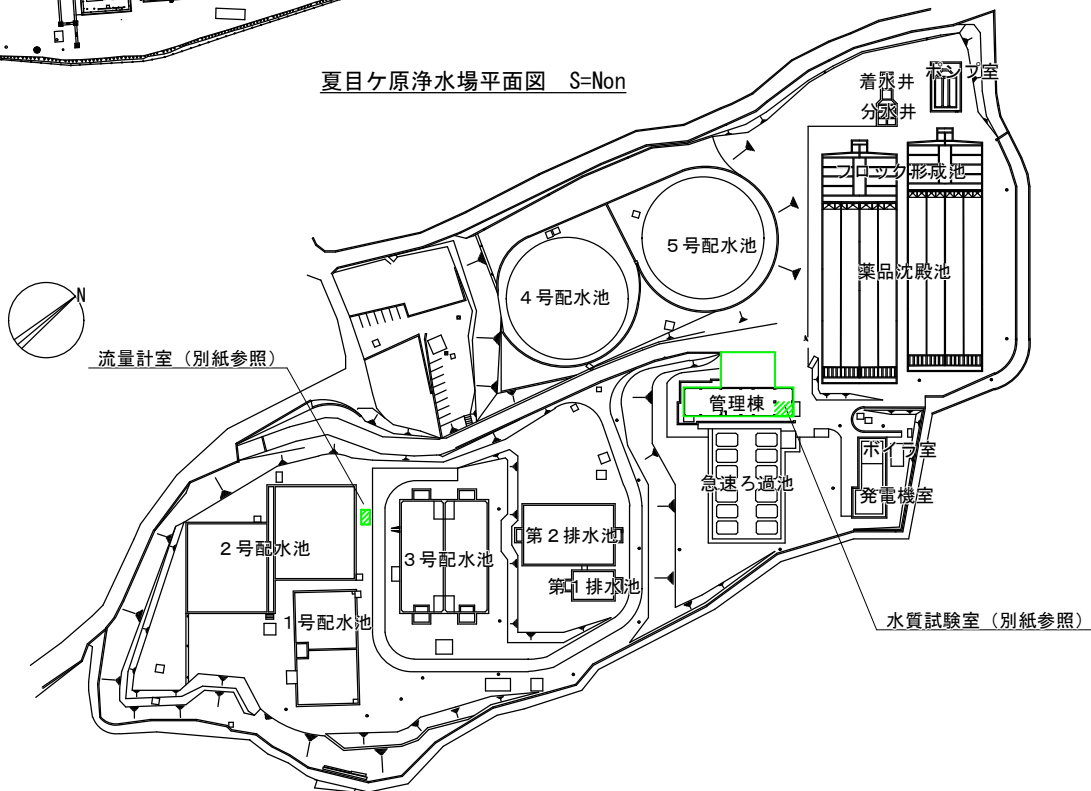 夏目ケ原浄水場平面図 S=Non
着水井
ポンプ室
分水井
フロック形成池
５号配水池
薬品沈殿池
４号配水池
N
流量計室（別紙参照）
管理棟
ボイラ室
急速ろ過池
発電機室
２号配水池
３号配水池
第２排水池
第１排水池
１号配水池
水質試験室（別紙参照）